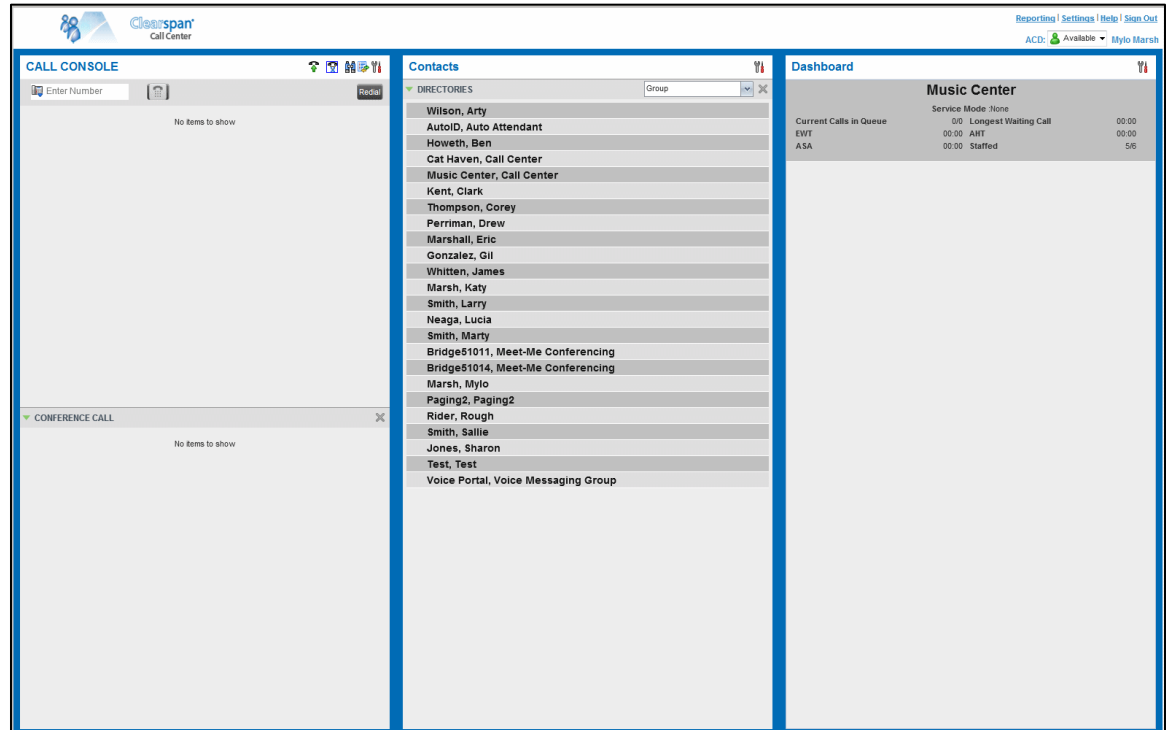 Clearspan
Call Center
Reporting | Settings | Help | Sign Out
ACD: Available Mylo Marsh
CALL CONSOLE
Enter Number
Redial
No items to show
CONFERENCE CALL
No items to show
Contacts
DIRECTORIES
Group
Wilson, Arty
AutoID, Auto Attendant
Howeth, Ben
Cat Haven, Call Center
Music Center, Call Center
Kent, Clark
Thompson, Corey
Perriman, Drew
Marshall, Eric
Gonzalez, Gil
Whitten, James
Marsh, Katy
Smith, Larry
Neaga, Lucia
Smith, Marty
Bridge51011, Meet-Me Conferencing
Bridge51014, Meet-Me Conferencing
Marsh, Mylo
Paging2, Paging2
Rider, Rough
Smith, Sallie
Jones, Sharon
Test, Test
Voice Portal, Voice Messaging Group
Dashboard
Music Center
Service Mode :None
Current Calls in Queue 0/0 Longest Waiting Call 00:00
EWT 00:00 AHT 00:00
ASA 00:00 Staffed 5/6